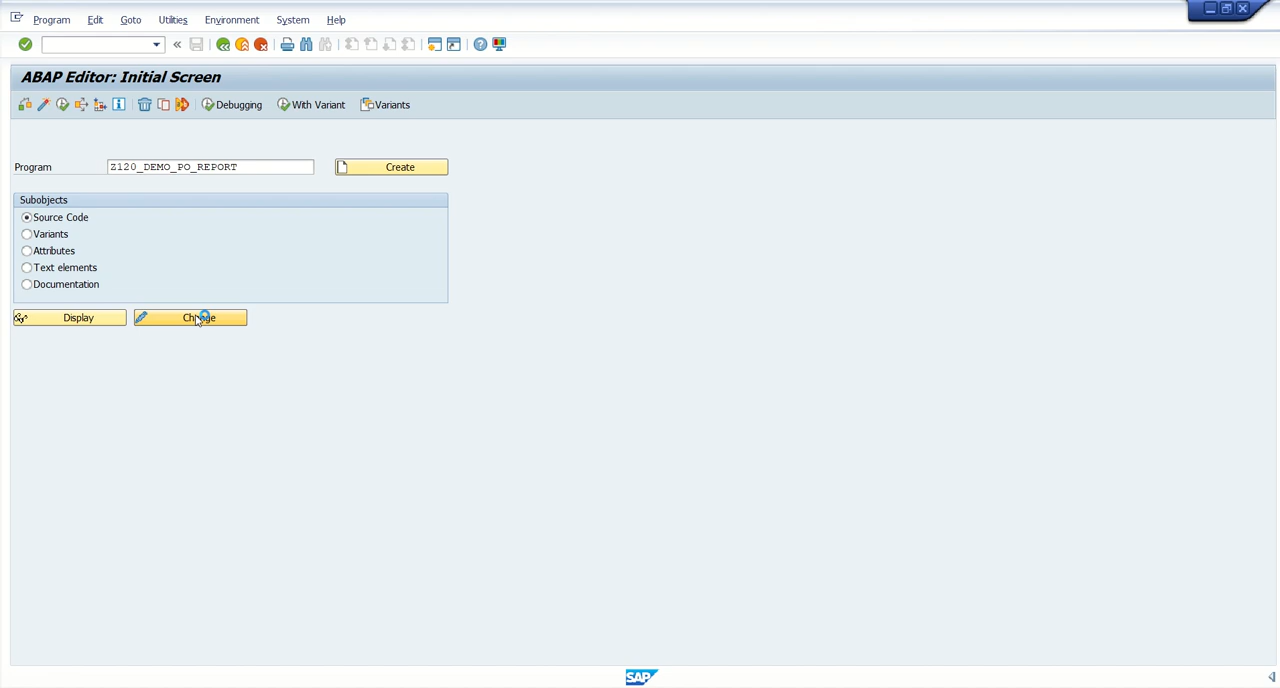 Program Edit Goto Utilities Environment System Help
ABAP Editor: Initial Screen
Debugging With Variant Variants
Program Z120_DEMO_PO_REPORT Create
Subobjects
Source Code
Variants
Attributes
Text elements
Documentation
Display Change
SAP